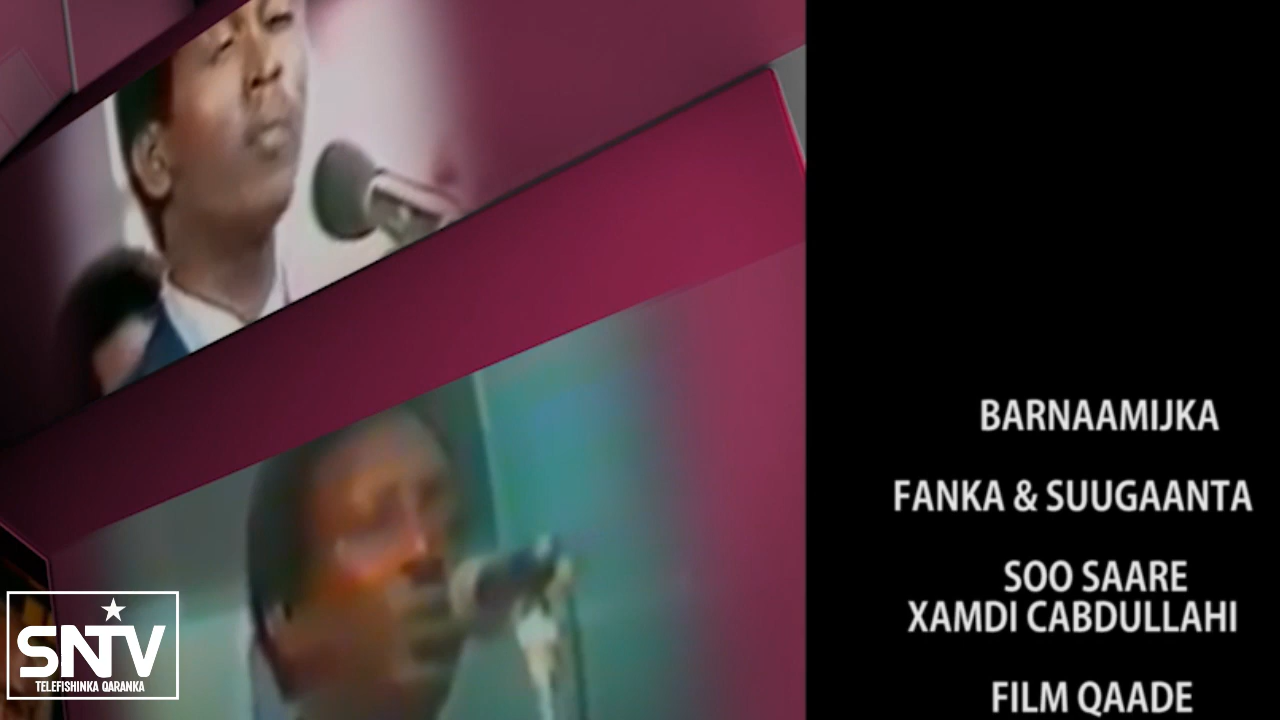 BARNAAMIJKA
FANKA & SUUGAANTA
SOO SAARE
XAMDI CABDULLAHI
FILM QAADE
SNTV
TELEFISHINKA QARANKA